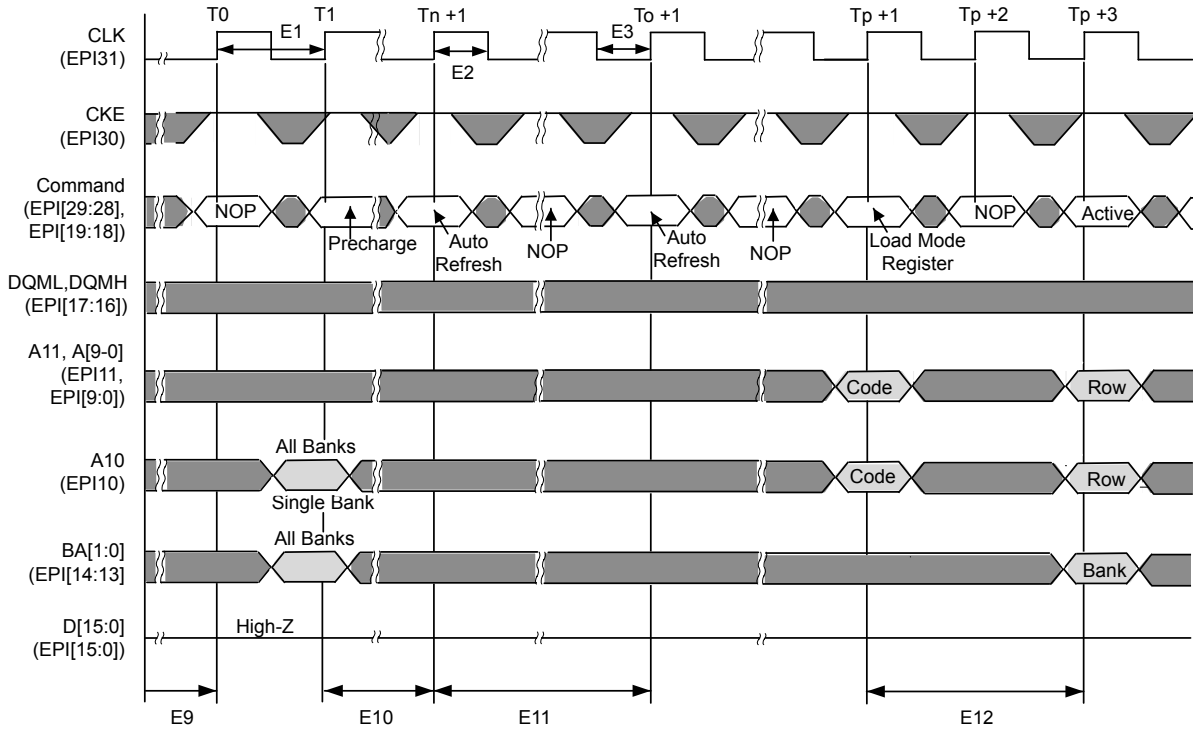 T0 T1 Tn +1 To +1 Tp +1 Tp +2 Tp +3
CLK
(EPI31)
E1
E2
E3
CKE
(EPI30)
Command
(EPI[29:28],
EPI[19:18])
NOP
Precharge
Auto
Refresh
NOP
Auto
Refresh
NOP
Load Mode
Register
NOP
Active
DQML,DQMH
(EPI[17:16])
A11, A[9-0]
(EPI11,
EPI[9:0])
Code
Row
A10
(EPI10)
All Banks
Single Bank
Code
Row
BA[1:0]
(EPI[14:13]
All Banks
Bank
D[15:0]
(EPI[15:0])
High-Z
E9 E10 E11 E12